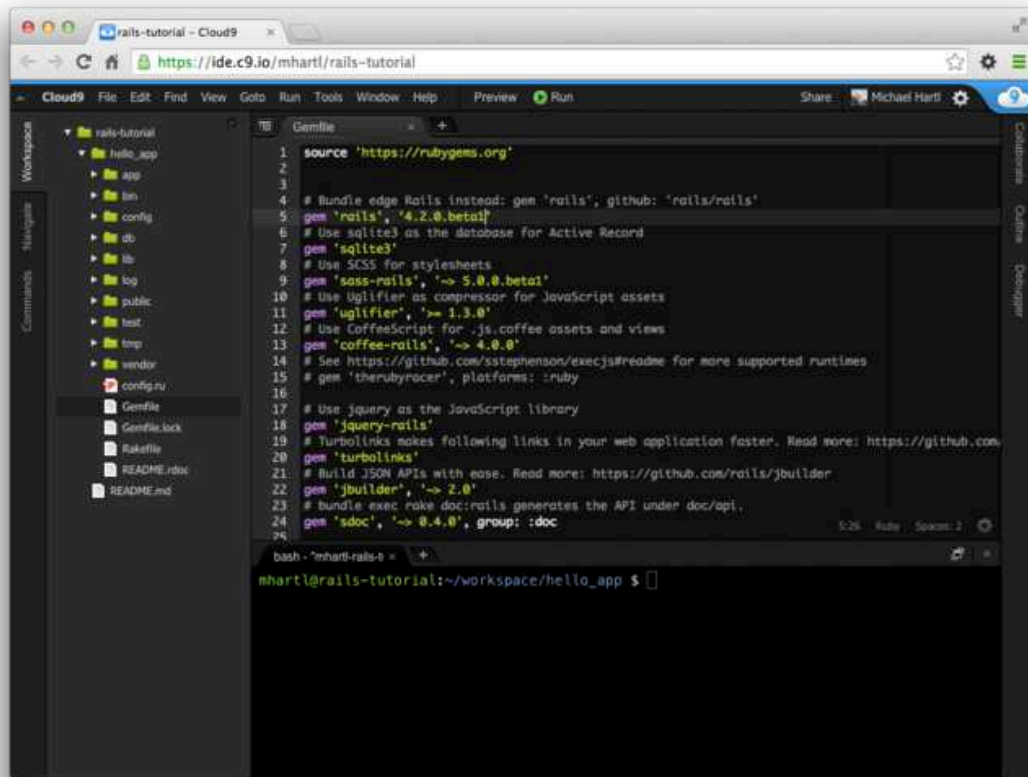 rails-tutorial - Cloud9
https://ide.c9.io/mhartl/rails-tutorial
Cloud9 File Edit Find View Goto Run Tools Window Help Preview Run Share Michael Hartl
Workspace
Navigate
Commands
rails-tutorial
hello_app
app
bin
config
db
lib
log
public
test
tmp
vendor
config.ru
Gemfile
Gemfile.lock
Rakefile
README.rdoc
README.md
Gemfile
1 source 'https://rubygems.org'
2
3
4 # Bundle edge Rails instead: gem 'rails', github: 'rails/rails'
5 gem 'rails', '4.2.0.beta1'
6 # Use sqlite3 as the database for Active Record
7 gem 'sqlite3'
8 # Use SCSS for stylesheets
9 gem 'sass-rails', '~> 5.0.0.beta1'
10 # Use Uglifier as compressor for JavaScript assets
11 gem 'uglifier', '>= 1.3.0'
12 # Use CoffeeScript for .js.coffee assets and views
13 gem 'coffee-rails', '~> 4.0.0'
14 # See https://github.com/sstephenson/execjs#readme for more supported runtimes
15 # gem 'therubyracer', platforms: :ruby
16
17 # Use jquery as the JavaScript library
18 gem 'jquery-rails'
19 # Turbolinks makes following links in your web application faster. Read more: https://github.com
20 gem 'turbolinks'
21 # Build JSON APIs with ease. Read more: https://github.com/rails/jbuilder
22 gem 'jbuilder', '~> 2.0'
23 # bundle exec rake doc:rails generates the API under doc/api.
24 gem 'sdoc', '~> 0.4.0', group: :doc
25
5:26 Ruby Spaces: 2
bash - "mhartl-rails-t
mhartl@rails-tutorial:~/workspace/hello_app $
Collaborate
Outline
Debugger